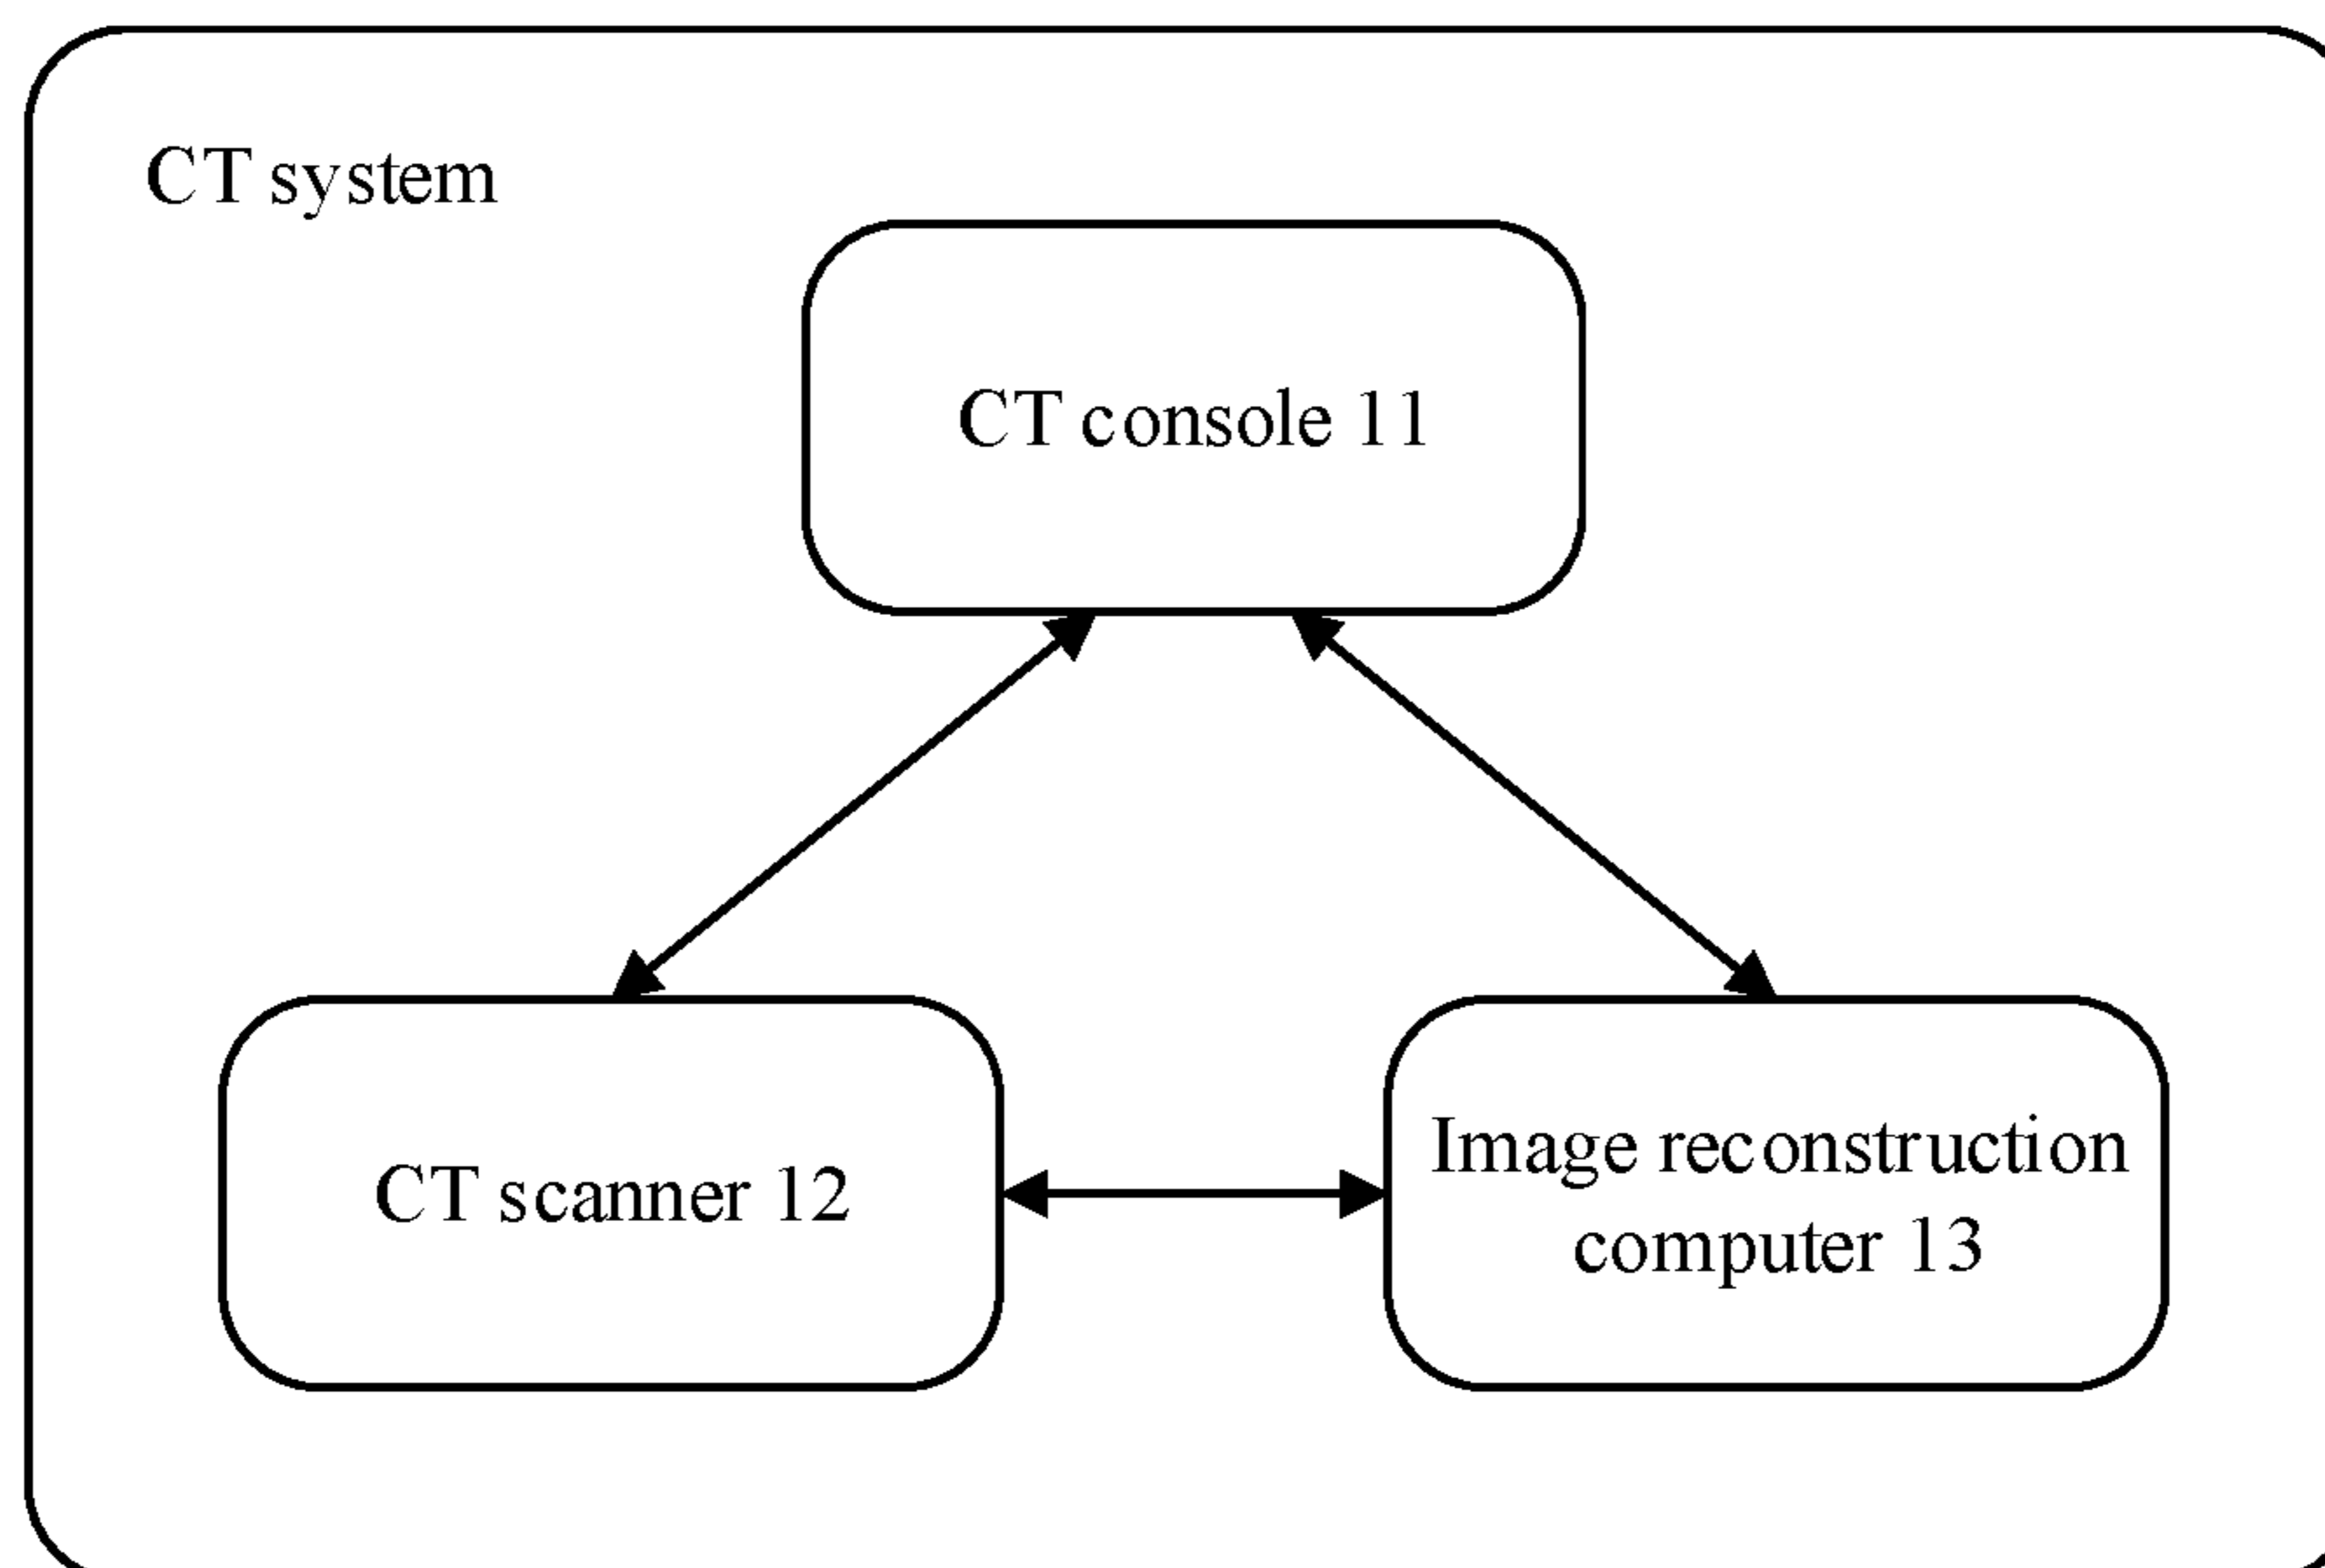 CT system
CT console 11
CT scanner 12
Image reconstruction
computer 13